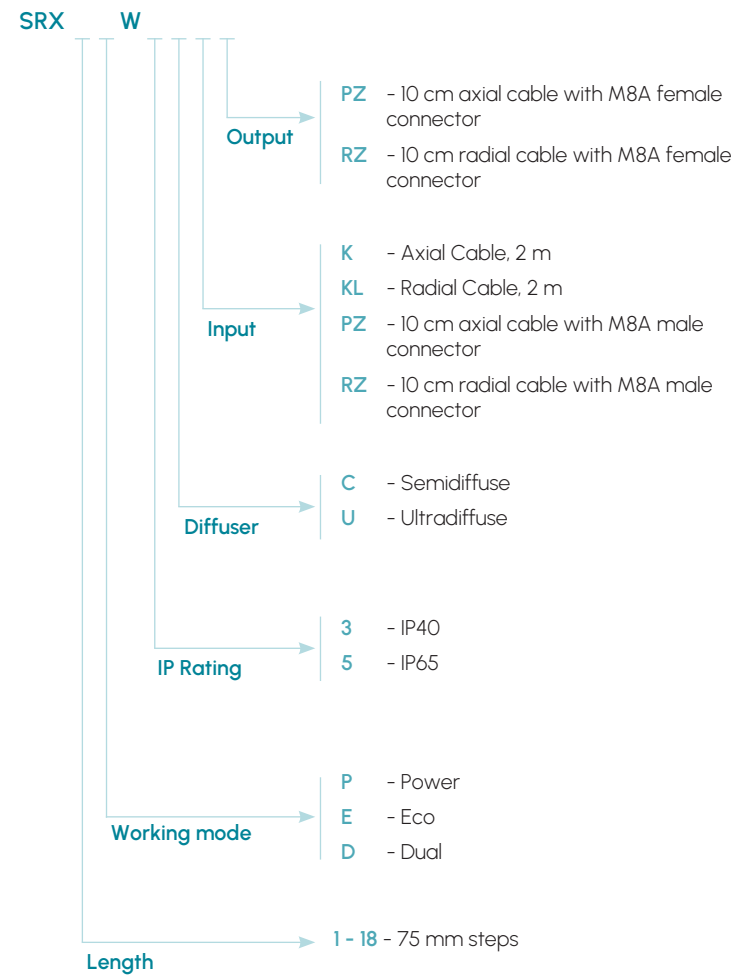 SRX W
PZ - 10 cm axial cable with M8A female
connector
Output
RZ - 10 cm radial cable with M8A female
connector
K - Axial Cable, 2 m
KL - Radial Cable, 2 m
Input
PZ - 10 cm axial cable with M8A male
connector
RZ - 10 cm radial cable with M8A male
connector
C - Semidiffuse
U - Ultradiffuse
Diffuser
3 - IP40
5 - IP65
IP Rating
P - Power
E - Eco
Working mode
D - Dual
1 - 18 - 75 mm steps
Length